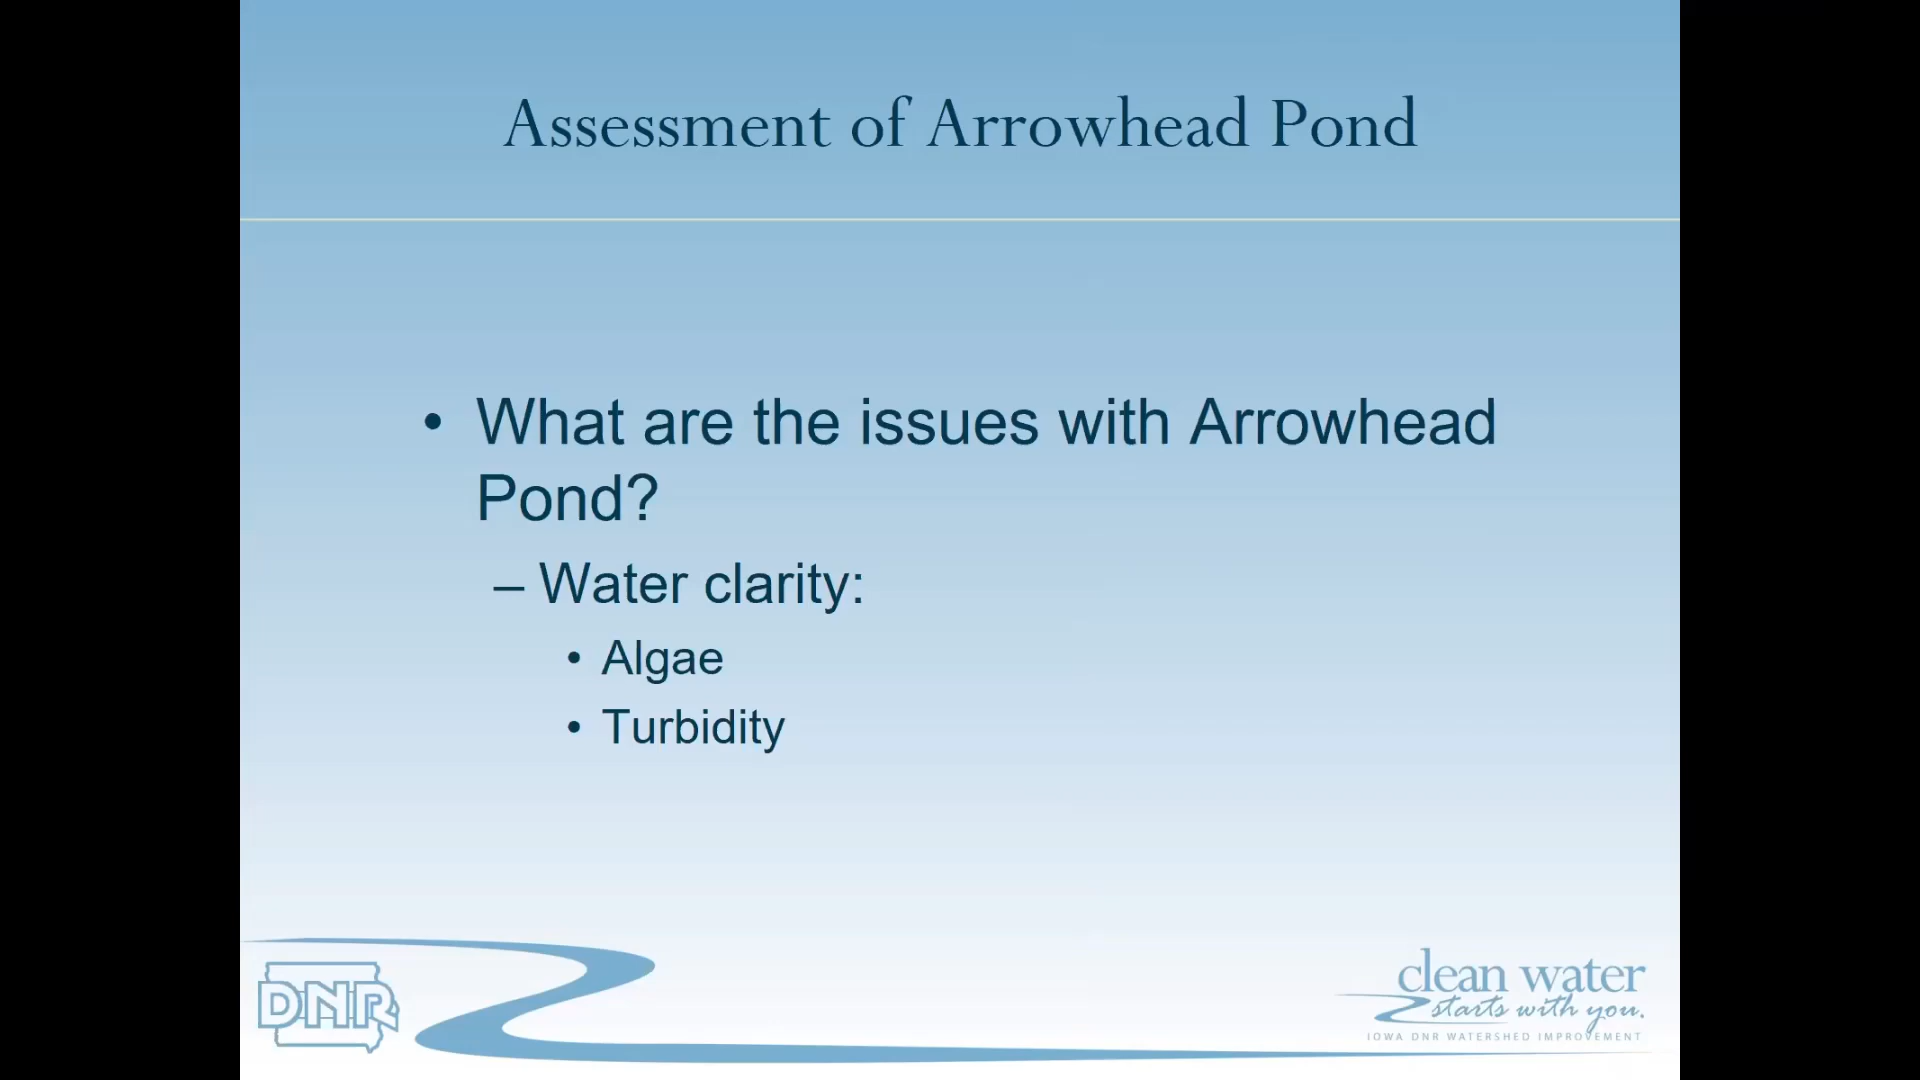 Assessment of Arrowhead Pond
• What are the issues with Arrowhead
Pond?
– Water clarity:
• Algae
• Turbidity
DNR
clean water
starts with you.
IOWA DNR WATERSHED IMPROVEMENT